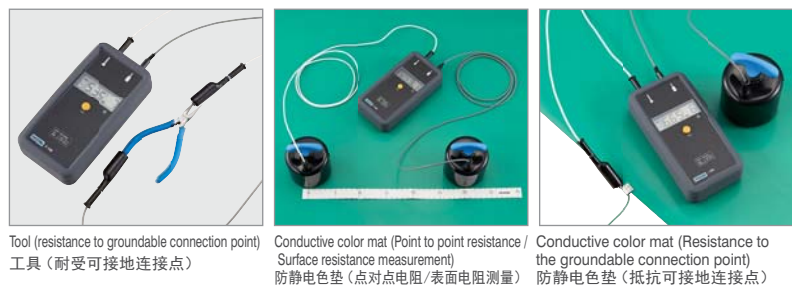 Tool (resistance to groundable connection point)
工具（耐受可接地连接点）
Conductive color mat (Point to point resistance /
Surface resistance measurement)
防静电色垫（点对点电阻/表面电阻测量）
Conductive color mat (Resistance to
the groundable connection point)
防静电色垫（抵抗可接地连接点）